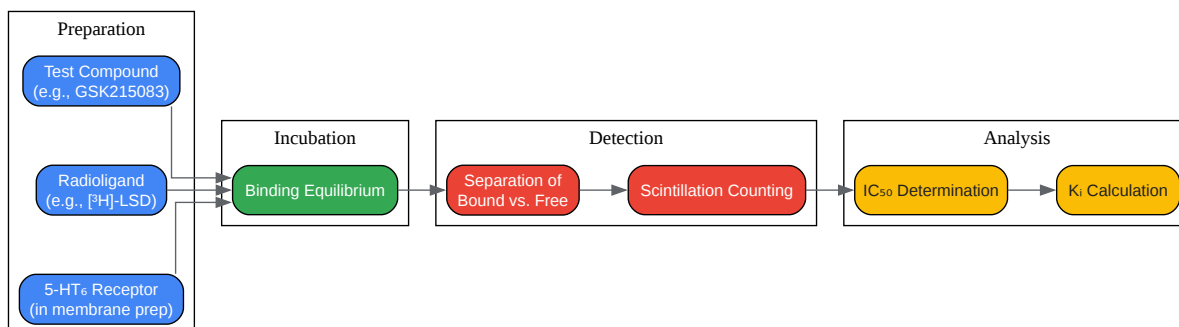 Preparation
Test Compound
(e.g., GSK215083)
Radioligand
(e.g., [³H]-LSD)
5-HT₆ Receptor
(in membrane prep)
Incubation
Binding Equilibrium
Detection
Separation of
Bound vs. Free
Scintillation Counting
Analysis
IC₅₀ Determination
Kᵢ Calculation